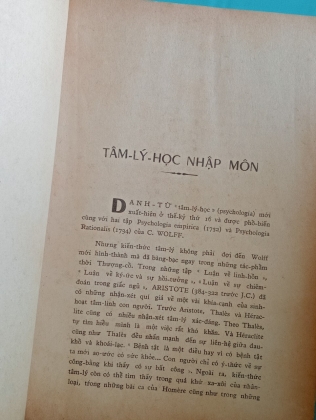 TÂM-LÝ-HỌC NHẬP MÔN
DANH-TỪ « tâm-lý-học » (psychologia) mới
xuất-hiện ở thế-kỷ thứ 16 và được phổ-biến
cùng với hai tập Psychologia empirica (1732) và Psychologia
Rationalis (1734) của C. WOLFF.
Nhưng kiến-thức tâm-lý không phải đợi đến Wolff
mới hình-thành mà đã bàng-bạc ngay trong những tác-phẩm
thời Thượng-cổ. Trong những tập « Luận về linh-hồn »,
« Luận về ký-ức và sự hồi-tưởng », « Luận về sự chiêm-
đoán trong giấc ngủ », ARISTOTE (384-322 trước J.C.) đã
có những nhận-xét quí giá về một vài khía-cạnh của sinh-
hoạt tâm-linh con người. Trước Aristote, Thalès và Hérac-
lite cũng có nhiều nhận-xét tâm-lý xác-đáng. Theo Thalès,
tự tìm hiểu mình là một việc rất khó khăn. Và Héraclite
cũng như Thalès đều nhấn mạnh đến sự liên-hệ giữa đau-
khổ và khoái-lạc. « Bệnh tật là một điều hay vì có bệnh tật
ta mới ao-ước có sức khỏe... Con người chỉ có ý-thức về sự
công-bằng khi thấy có sự bất công ». Ngoài ra, kiến-thức
tâm-lý còn có thể tìm thấy trong quá khứ xa-xôi của nhân-
loại, trong những bài ca của Homère cũng như trong những